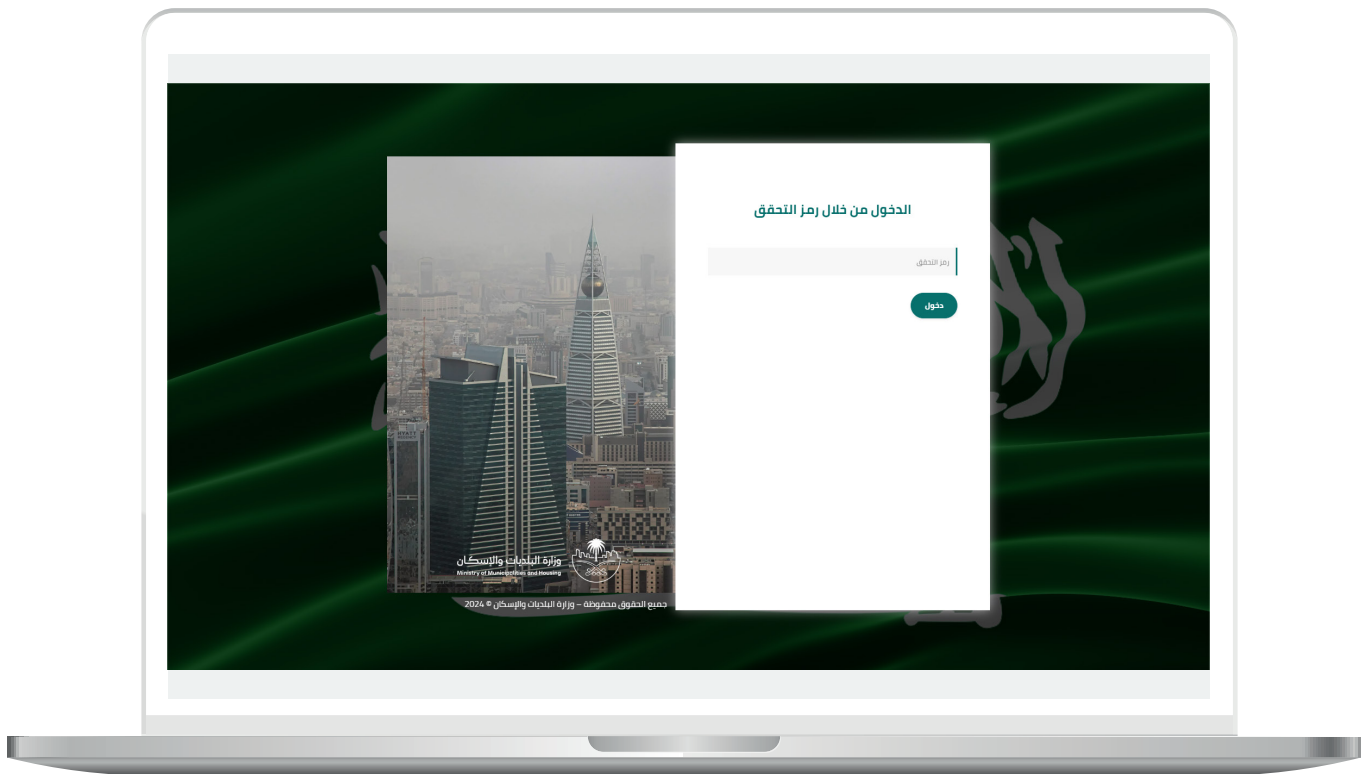 الدخول من خلال رمز التحقق
رمز التحقق
دخول
وزارة البلديات والإسكان
Ministry of Municipalities and Housing
جميع الحقوق محفوظة – وزارة البلديات والإسكان © 2024
HYATT